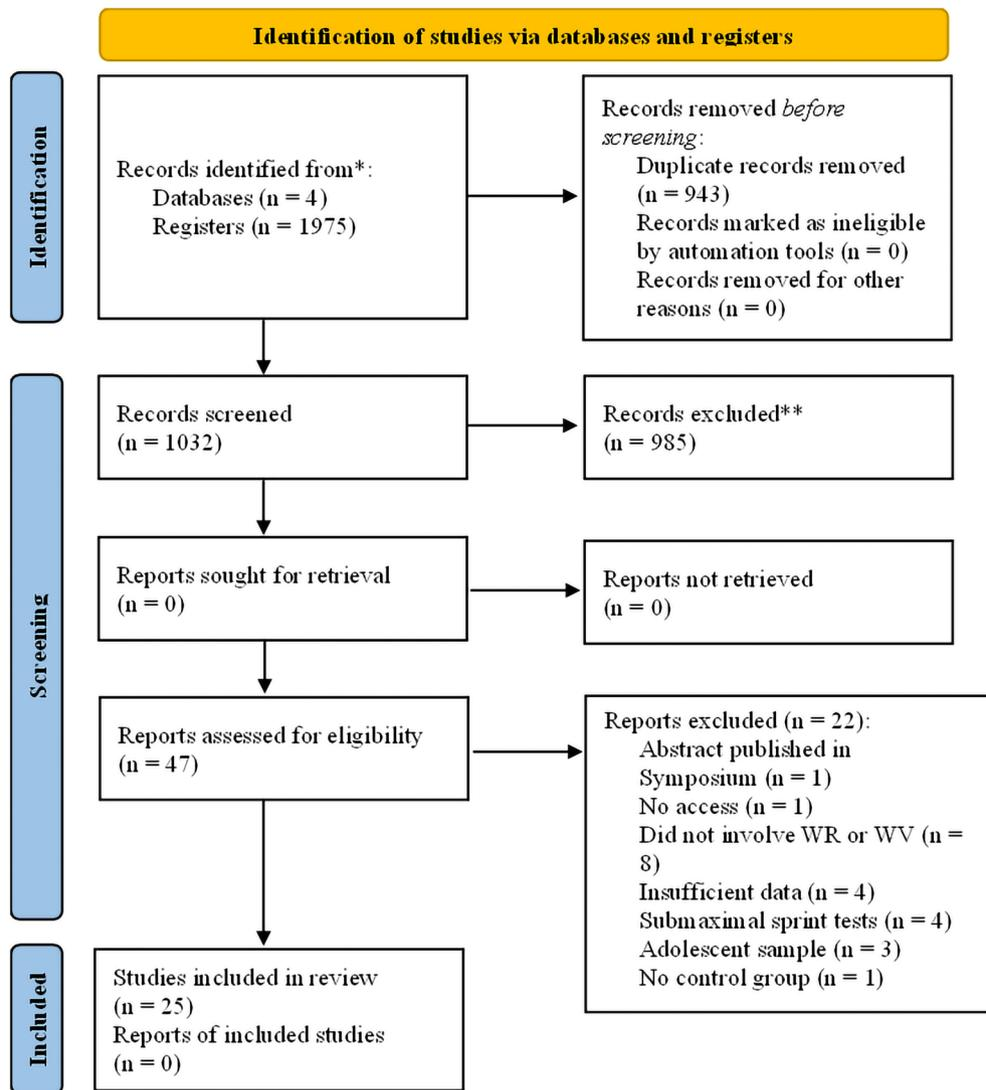 Identification of studies via databases and registers
Identification
Records identified from*:
Databases (n = 4)
Registers (n = 1975)
Records removed before
screening:
Duplicate records removed
(n = 943)
Records marked as ineligible
by automation tools (n = 0)
Records removed for other
reasons (n = 0)
Screening
Records screened
(n = 1032)
Records excluded**
(n = 985)
Reports sought for retrieval
(n = 0)
Reports not retrieved
(n = 0)
Reports assessed for eligibility
(n = 47)
Reports excluded (n = 22):
Abstract published in
Symposium (n = 1)
No access (n = 1)
Did not involve WR or WV (n =
8)
Insufficient data (n = 4)
Submaximal sprint tests (n = 4)
Adolescent sample (n = 3)
No control group (n = 1)
Included
Studies included in review
(n = 25)
Reports of included studies
(n = 0)